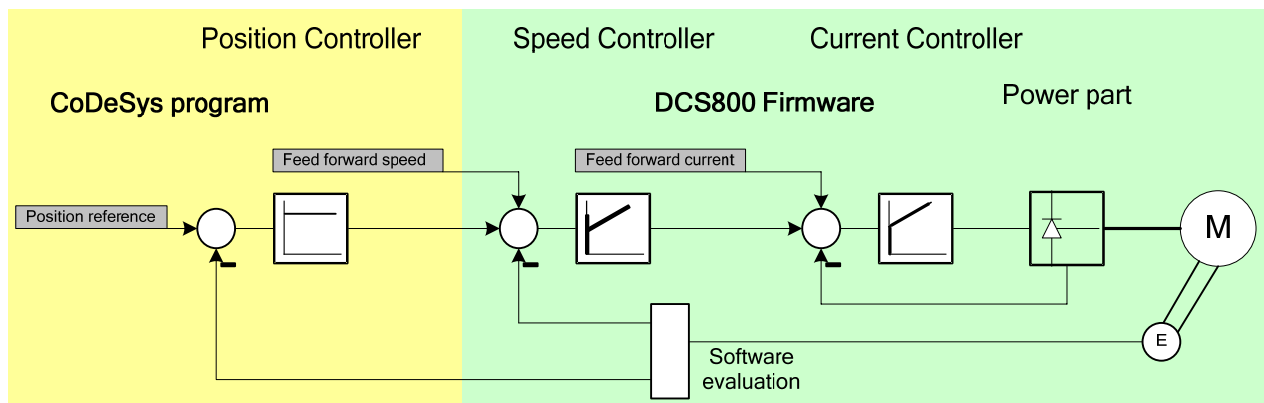 Position Controller
Speed Controller
Current Controller
CoDeSys program
DCS800 Firmware
Power part
Feed forward speed
Feed forward current
Position reference
M
E
Software
evaluation